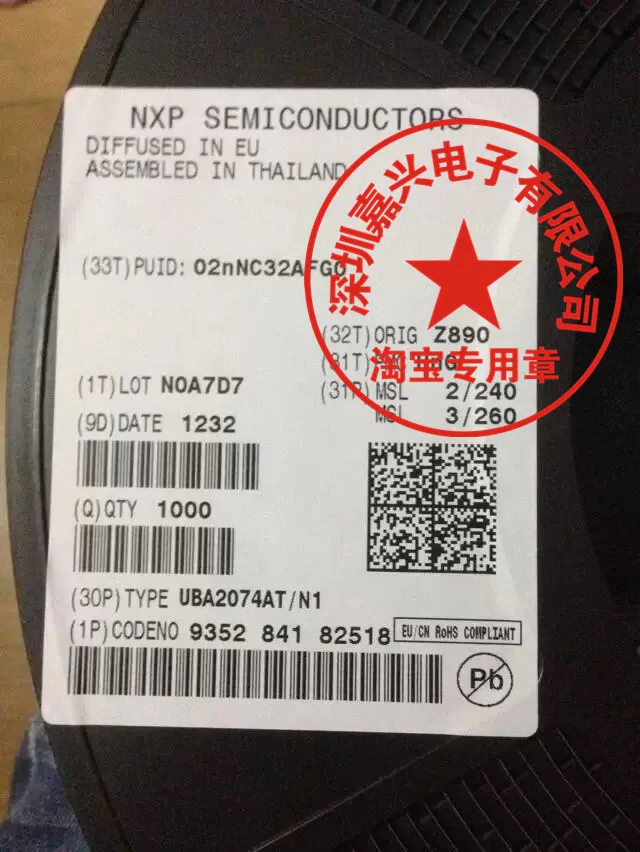 NXP SEMICONDUCTORS
DIFFUSED IN EU
ASSEMBLED IN THAILAND
(33T)PUID: 02nNC32AFG0
(32T)ORIG Z890
(31T)
(1T)LOT N0A7D7
(31P) MSL 2/240
(9D)DATE 1232
MSL 3/260
(Q)QTY 1000
(30P)TYPE UBA2074AT/N1
(1P)CODENO 9352 841 82518
EU/CN RoHS COMPLIANT
Pb
深圳嘉兴电子有限公司
淘宝专用章